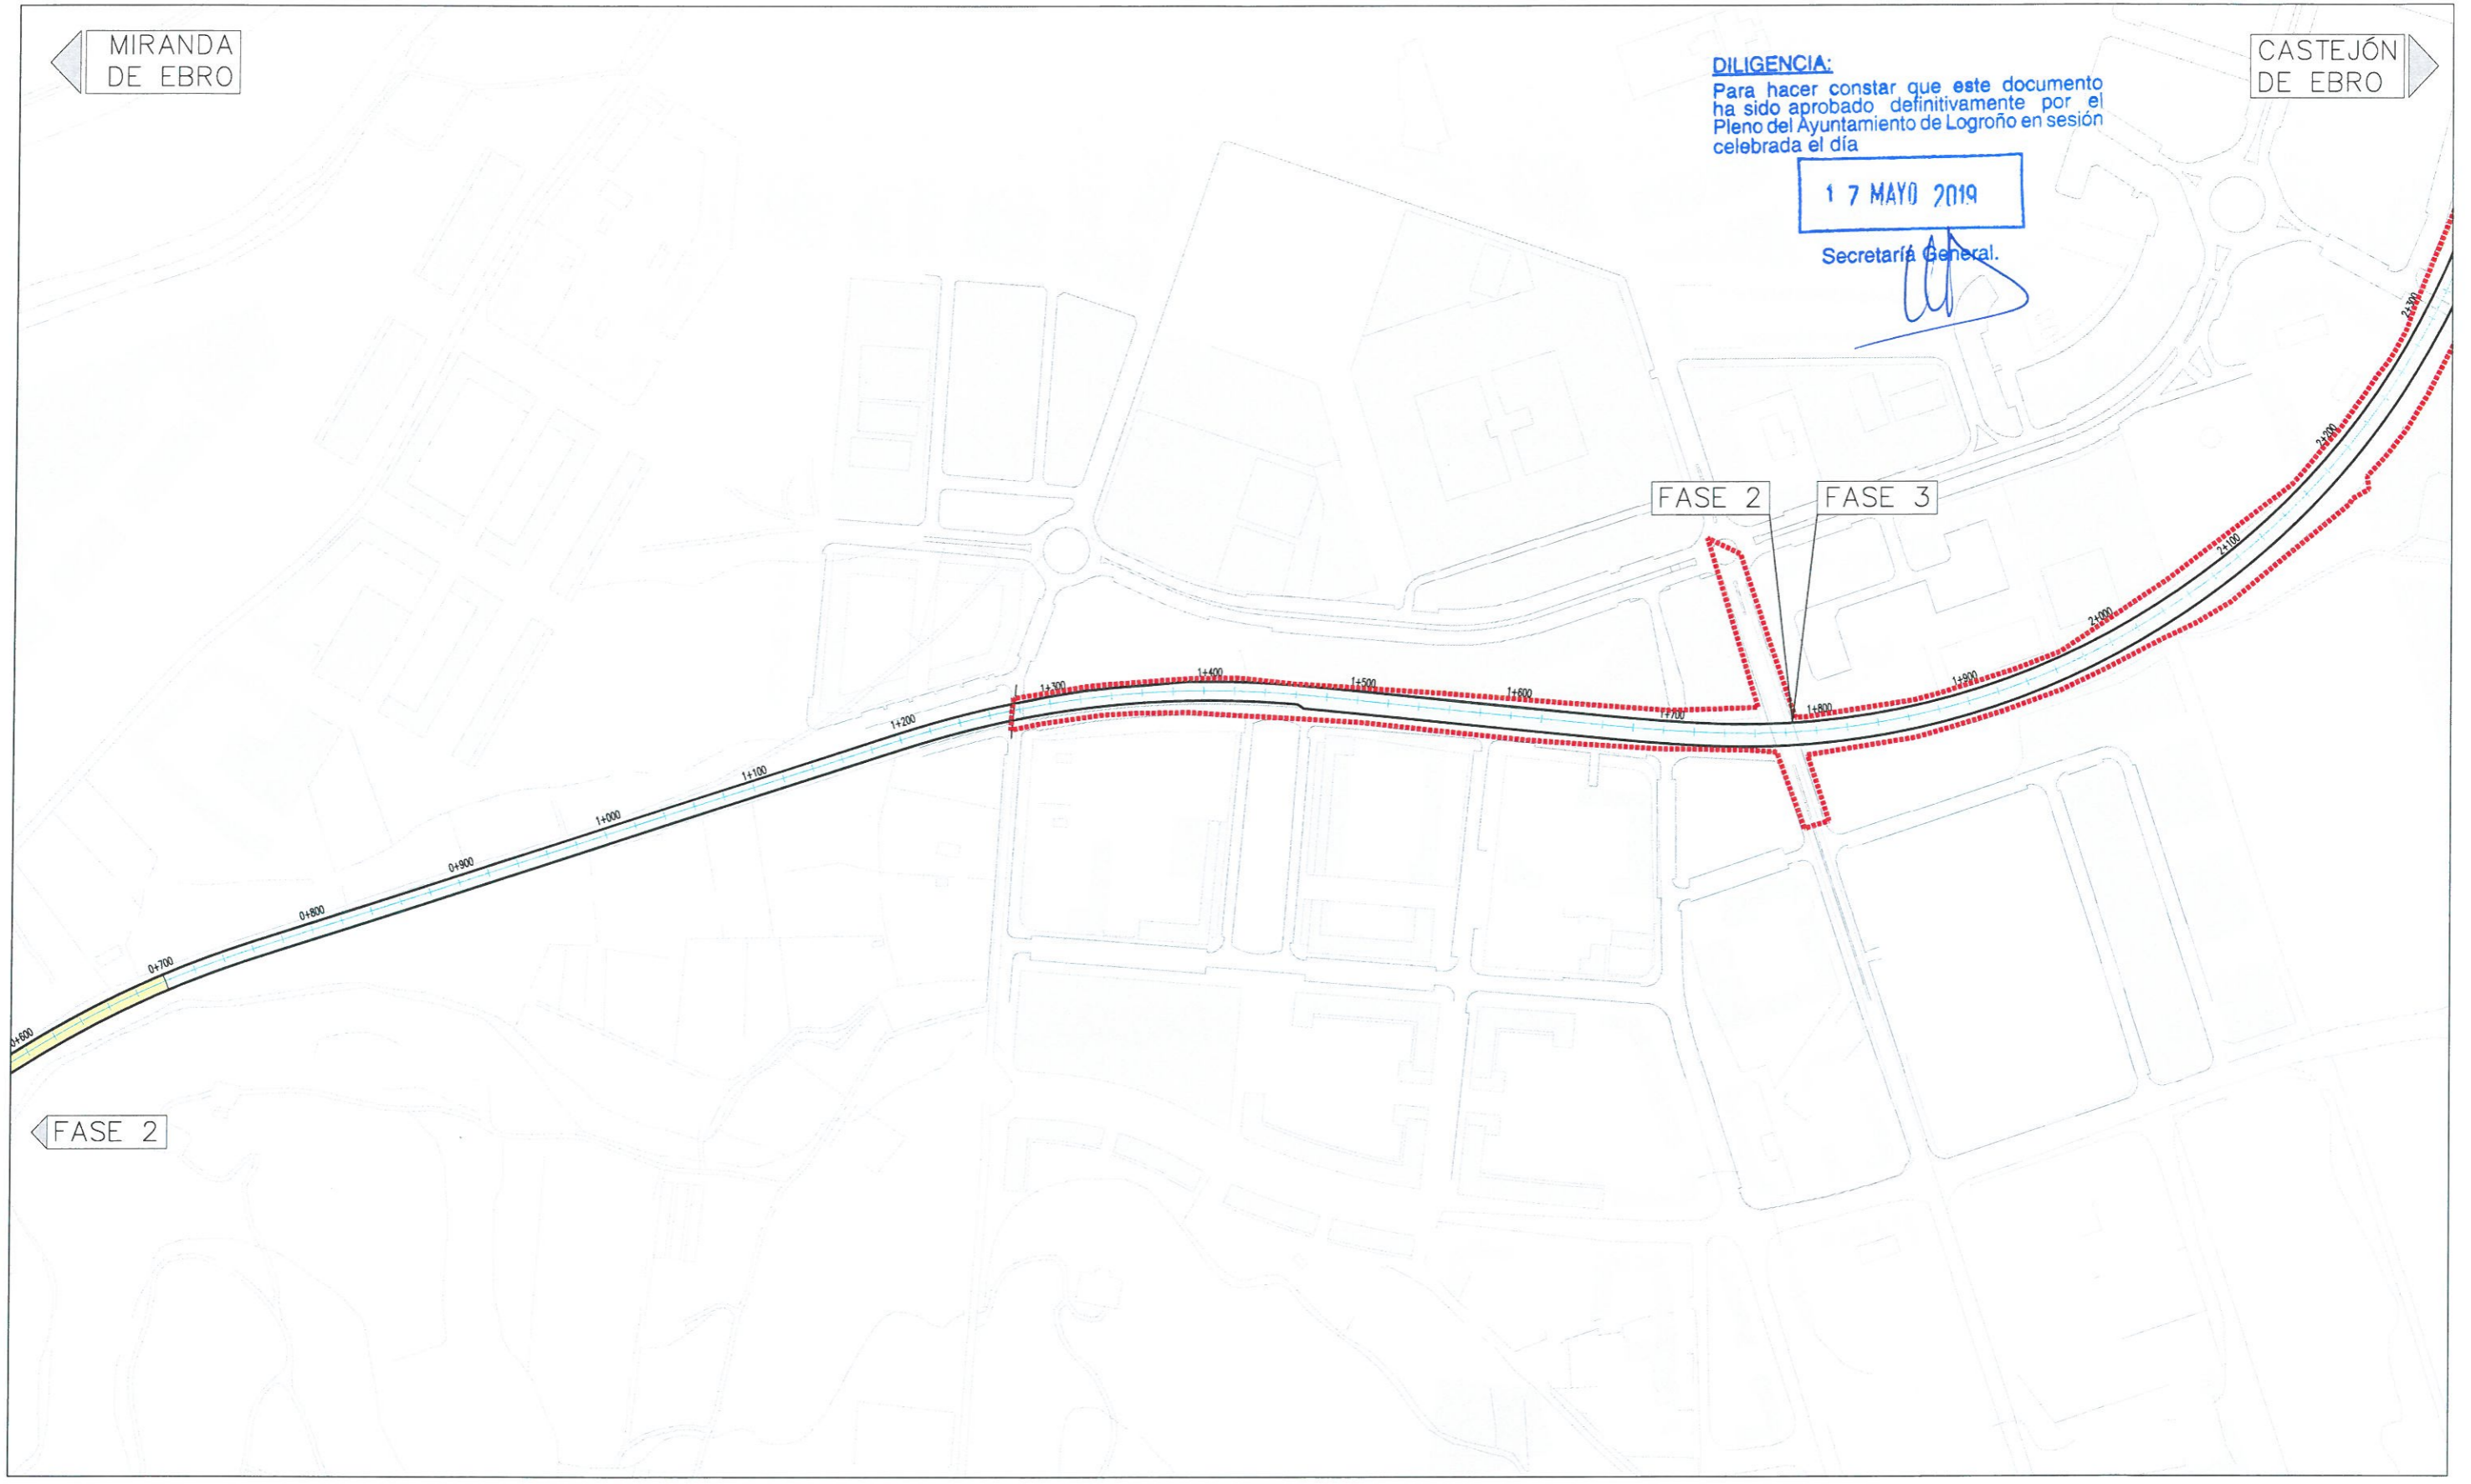 MIRANDA
DE EBRO
CASTEJÓN
DE EBRO
DILIGENCIA:
Para hacer constar que este documento
ha sido aprobado definitivamente por el
Pleno del Ayuntamiento de Logroño en sesión
celebrada el día
1 7 MAYO 2019
Secretaría General.
FASE 2
FASE 3
0+600
0+700
0+800
0+900
1+000
1+100
1+200
1+300
1+400
1+500
1+600
1+700
1+800
1+900
2+000
2+100
2+200
2+300
FASE 2